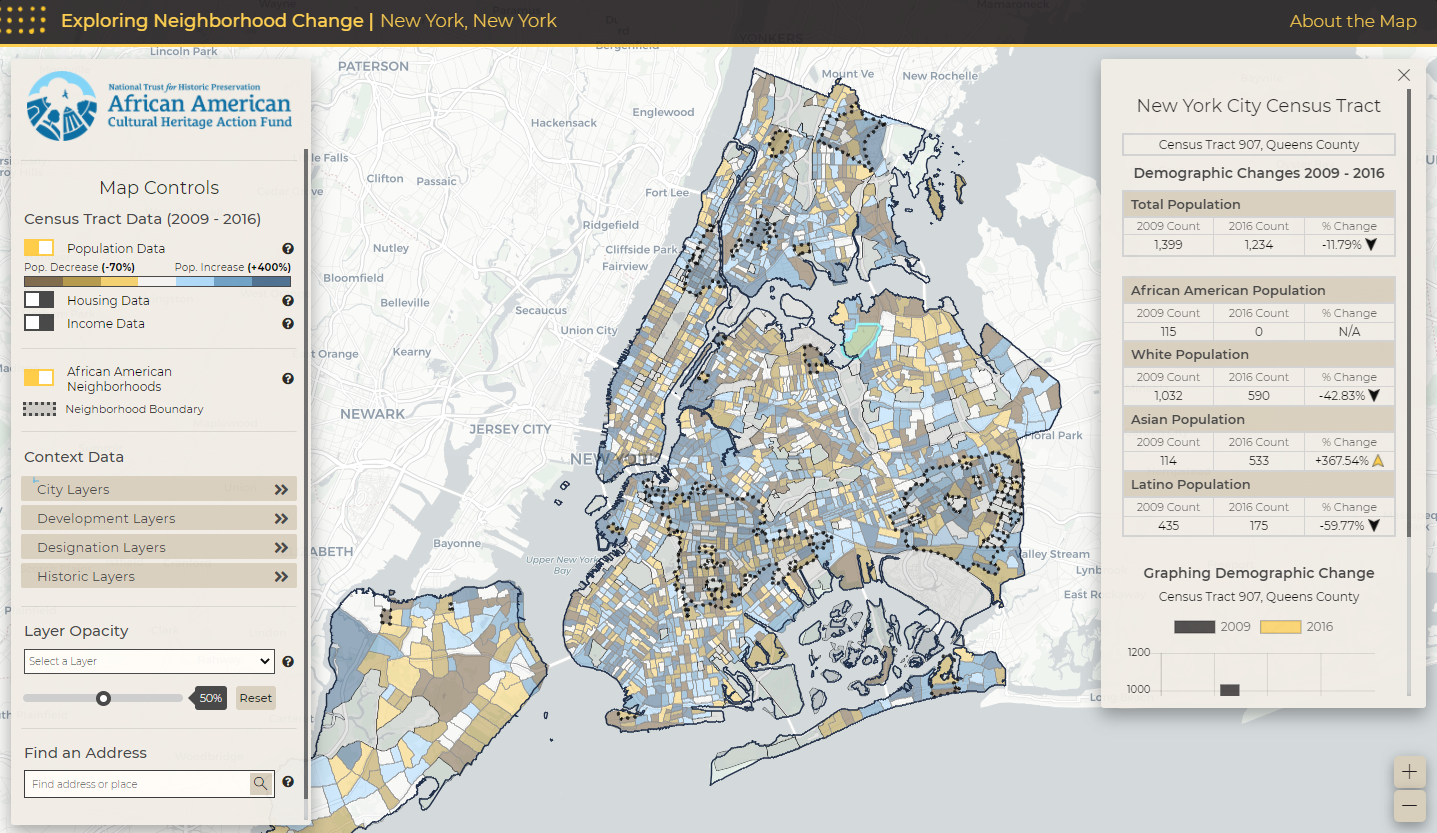 Exploring Neighborhood Change | New York, New York
About the Map
National Trust for Historic Preservation
African American
Cultural Heritage Action Fund
Map Controls
Census Tract Data (2009 - 2016)
Population Data
Pop. Decrease (-70%) Pop. Increase (+400%)
Housing Data
Income Data
African American
Neighborhoods
Neighborhood Boundary
Context Data
City Layers
Development Layers
Designation Layers
Historic Layers
Layer Opacity
Select a Layer
50% Reset
Find an Address
Find address or place
Lincoln Park
PATERSON
YONKERS
Mamaroneck
Bergenfield
Mount Ve
New Rochelle
Englewood
Hackensack
le Falls
Clifton
Passaic
Fort Lee
Ridgefield
Nutley
Cliffside Park
Fairview
Bloomfield
Belleville
Secaucus
Union City
t Orange
Kearny
NEWARK
JERSEY CITY
NEW YORK
Floral Park
ABETH
Bayonne
Upper New York
Bay
Valley Stream
New York City Census Tract
Census Tract 907, Queens County
Demographic Changes 2009 - 2016
Total Population
2009 Count 2016 Count % Change
1,399 1,234 -11.79%
African American Population
2009 Count 2016 Count % Change
115 0 N/A
White Population
2009 Count 2016 Count % Change
1,032 590 -42.83%
Asian Population
2009 Count 2016 Count % Change
114 533 +367.54%
Latino Population
2009 Count 2016 Count % Change
435 175 -59.77%
Graphing Demographic Change
Census Tract 907, Queens County
2009 2016
1200
1000